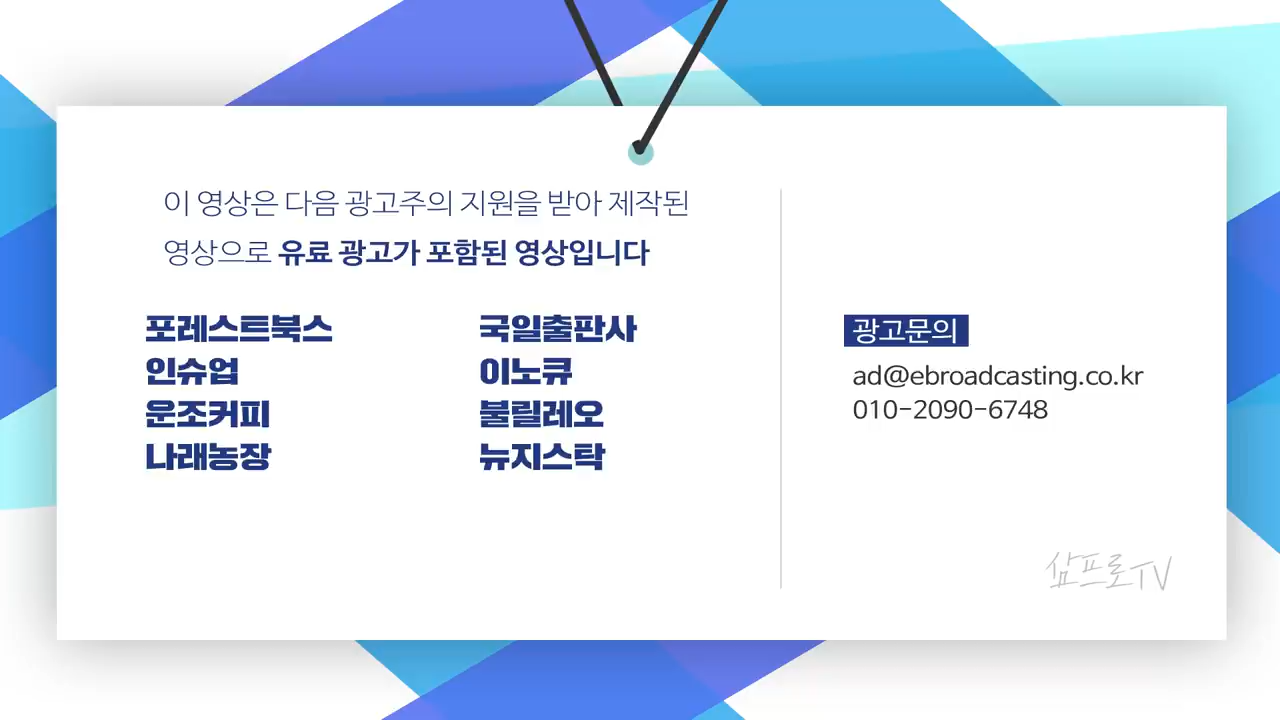 이 영상은 다음 광고주의 지원을 받아 제작된
영상으로 유료 광고가 포함된 영상입니다
포레스트북스
인슈업
운조커피
나래농장
국일출판사
이노큐
불릴레오
뉴지스탁
광고문의
ad@ebroadcasting.co.kr
010-2090-6748
삼프로TV